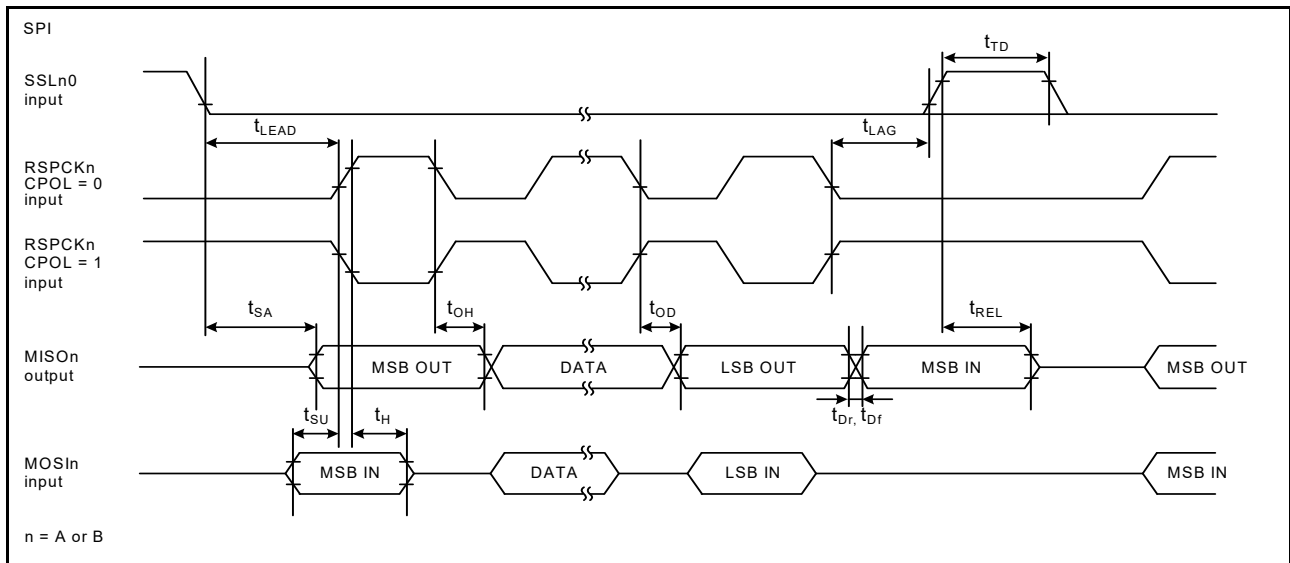 SPI
tTD
SSLn0
input
tLEAD
tLAG
RSPCKn
CPOL = 0
input
RSPCKn
CPOL = 1
input
tSA
tOH
tOD
tREL
MISOn
output
MSB OUT
DATA
LSB OUT
MSB IN
MSB OUT
tSU
tH
tDr, tDf
MOSIn
input
MSB IN
DATA
LSB IN
MSB IN
n = A or B